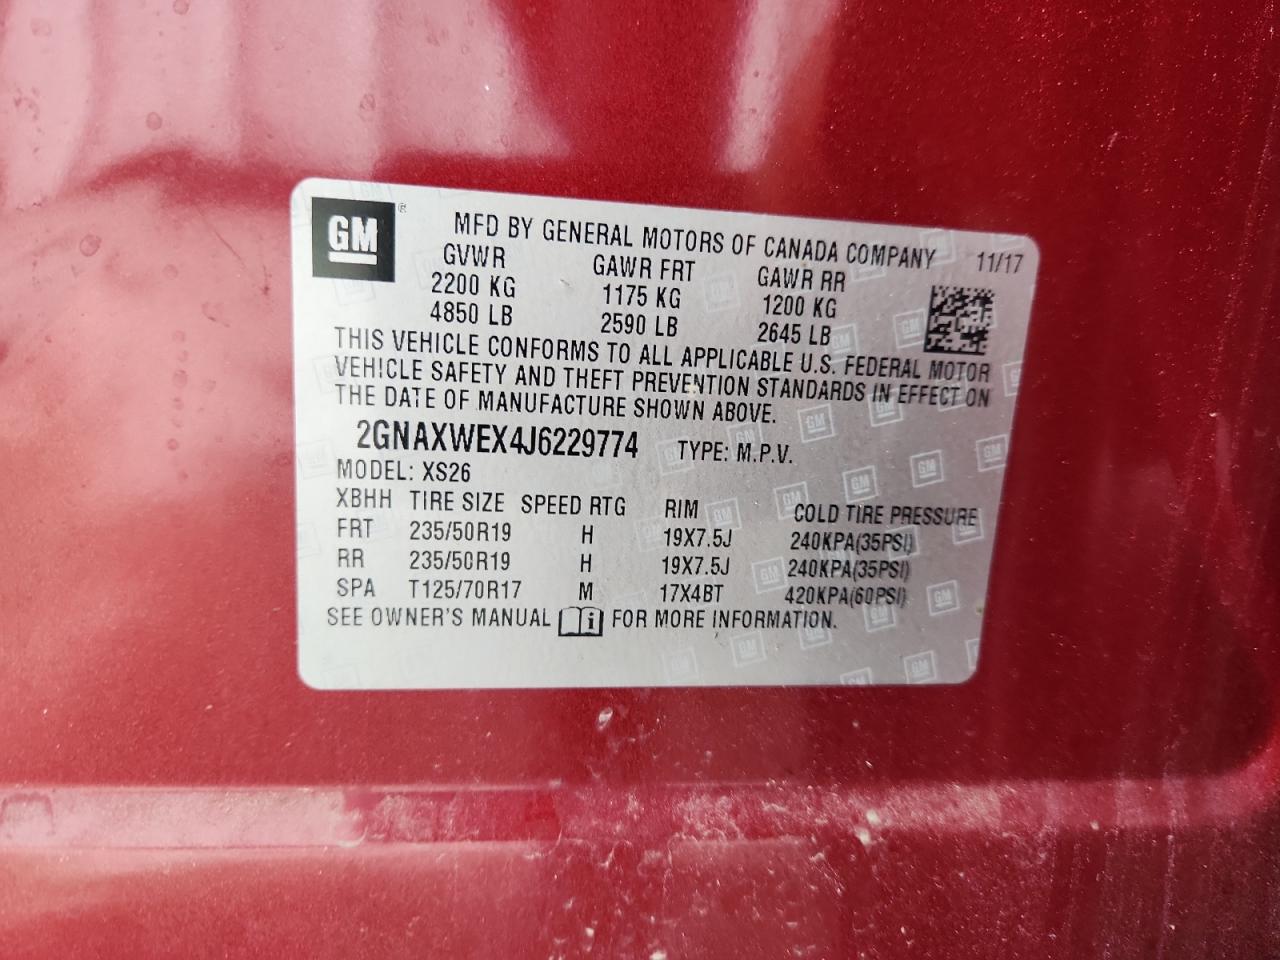 GM
MFD BY GENERAL MOTORS OF CANADA COMPANY 11/17
GVWR GAWR FRT GAWR RR
2200 KG 1175 KG 1200 KG
4850 LB 2590 LB 2645 LB
THIS VEHICLE CONFORMS TO ALL APPLICABLE U.S. FEDERAL MOTOR
VEHICLE SAFETY AND THEFT PREVENTION STANDARDS IN EFFECT ON
THE DATE OF MANUFACTURE SHOWN ABOVE.
2GNAXWEX4J6229774 TYPE: M.P.V.
MODEL: XS26
XBHH TIRE SIZE SPEED RTG RIM COLD TIRE PRESSURE
FRT 235/50R19 H 19X7.5J 240KPA(35PSI)
RR 235/50R19 H 19X7.5J 240KPA(35PSI)
SPA T125/70R17 M 17X4BT 420KPA(60PSI)
SEE OWNER'S MANUAL i FOR MORE INFORMATION.